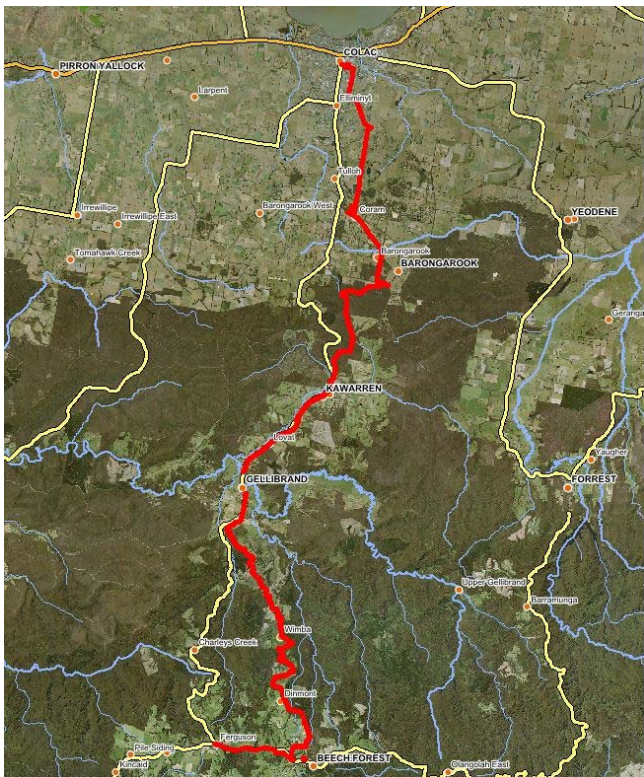 COLAC
PIRRON YALLOCK
Larpent
Elliminyt
Tulloh
Barongarook West
Coram
Irrewillipe
Irrewillipe East
YEODENE
Tomahawk Creek
Barongarook
BARONGAROOK
Geranga
KAWARREN
Lovat
Yaugher
GELLIBRAND
FORREST
Upper Gellibrand
Barramunga
Wimba
Charleys Creek
Dinmont
Ferguson
Pile Siding
BEECH FOREST
Kincaid
Olangolah East